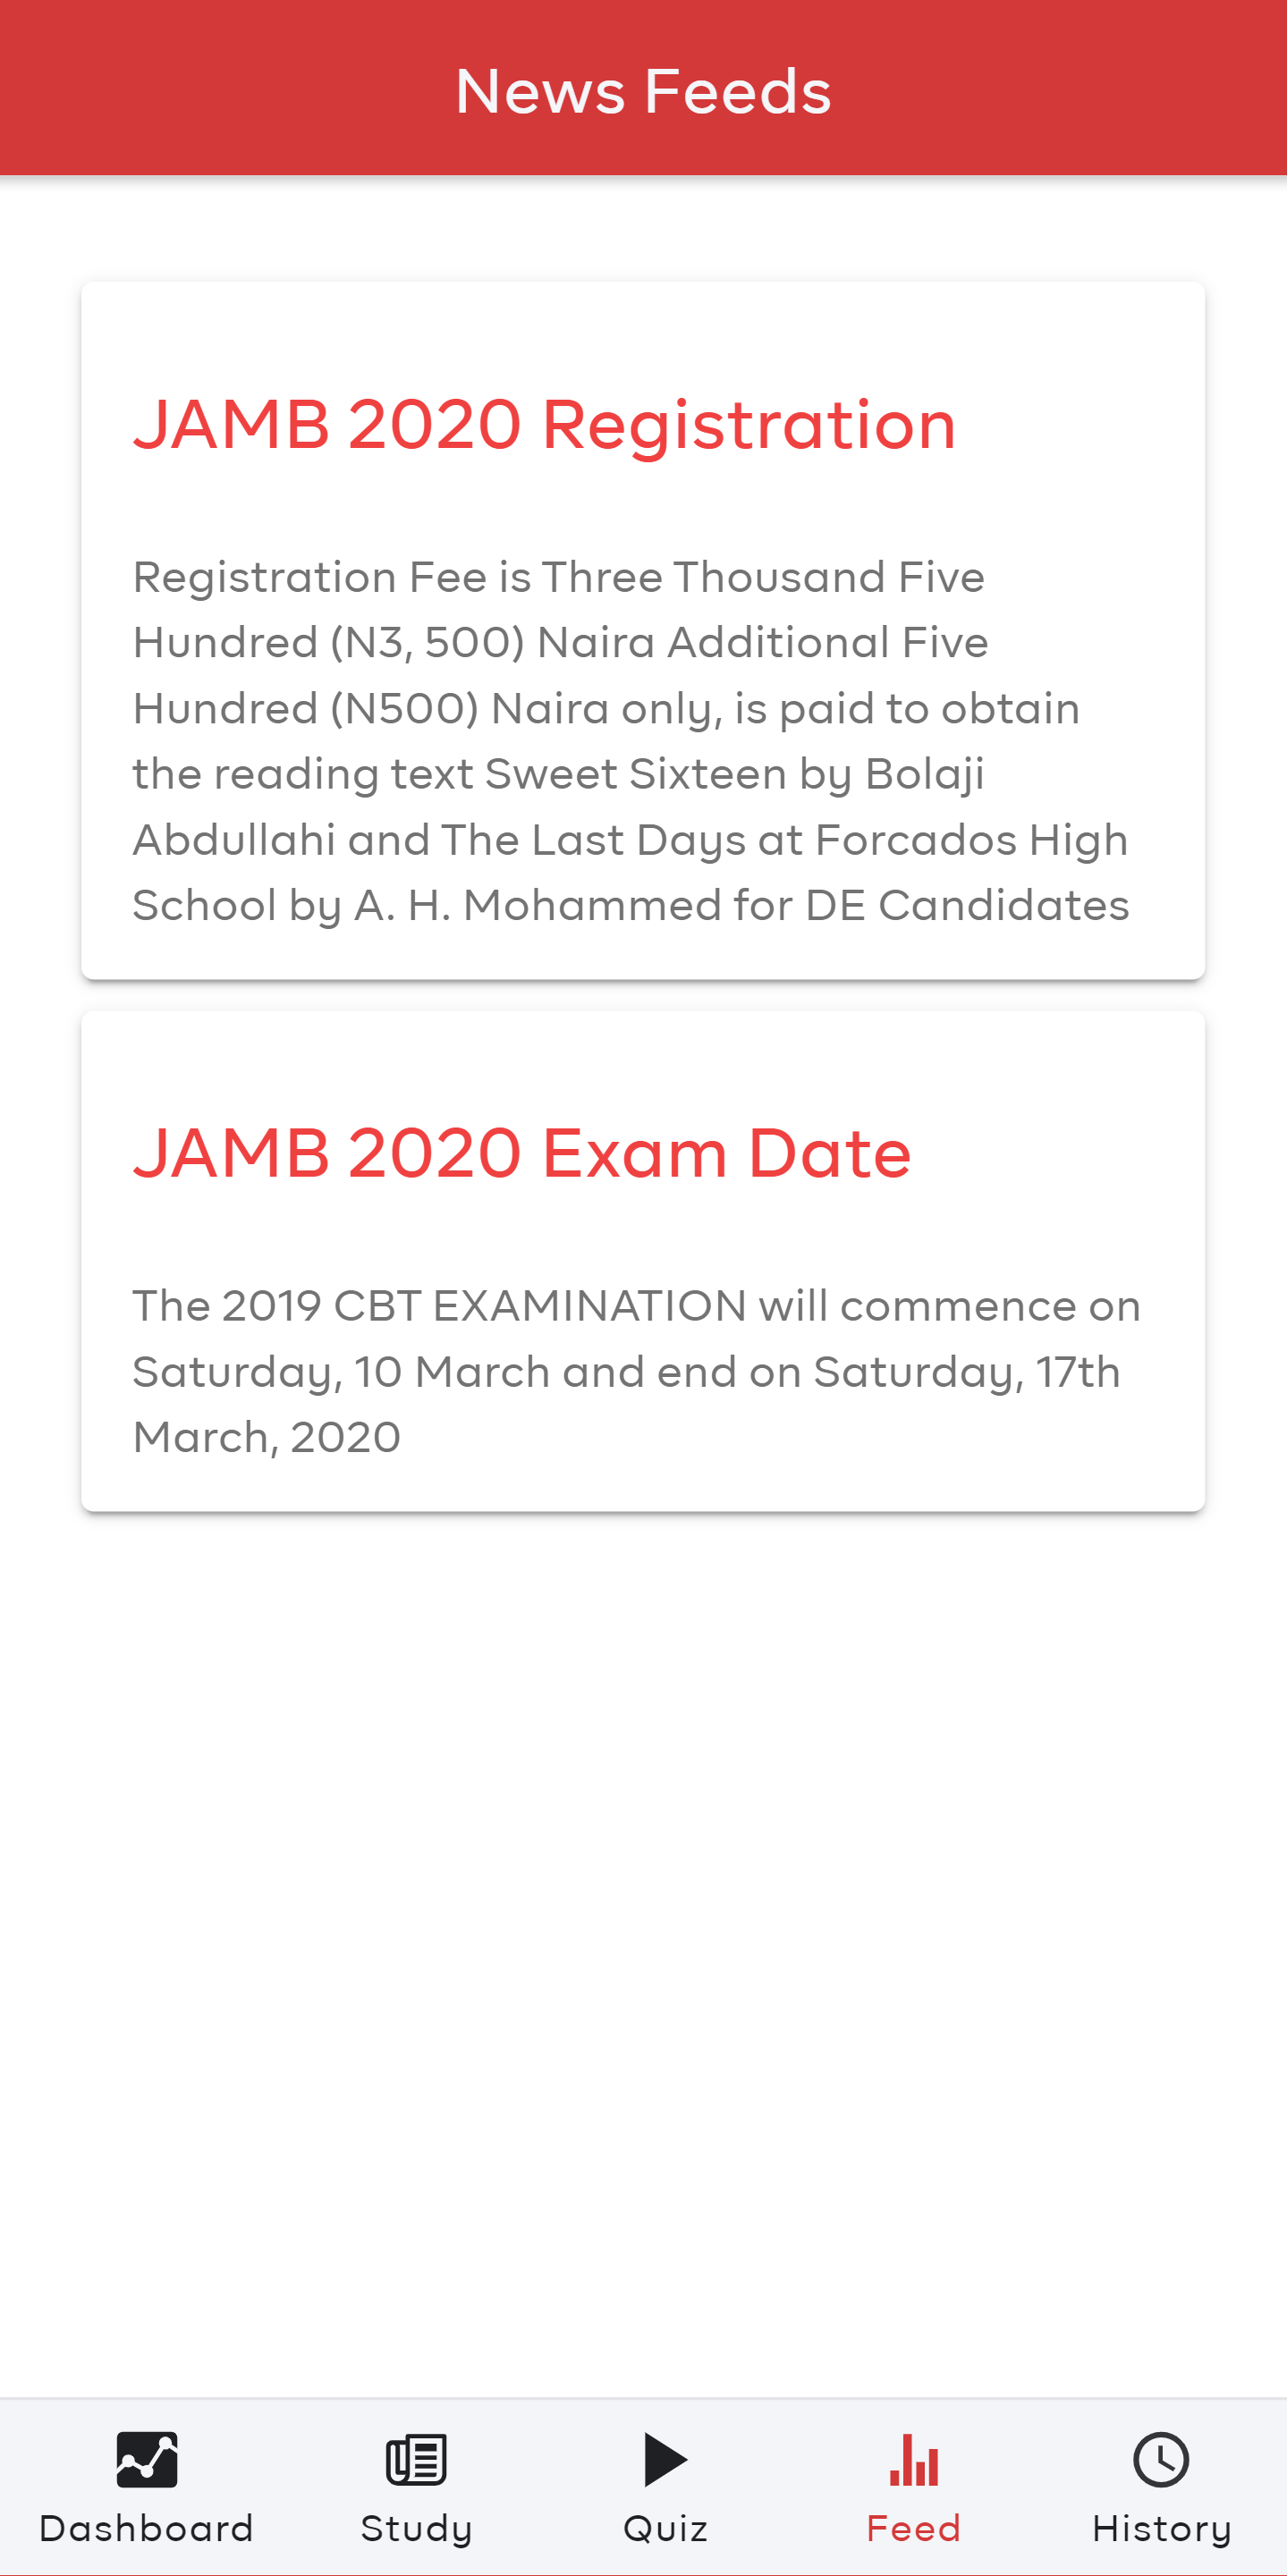 News Feeds
JAMB 2020 Registration
Registration Fee is Three Thousand Five
Hundred (N3, 500) Naira Additional Five
Hundred (N500) Naira only, is paid to obtain
the reading text Sweet Sixteen by Bolaji
Abdullahi and The Last Days at Forcados High
School by A. H. Mohammed for DE Candidates
JAMB 2020 Exam Date
The 2019 CBT EXAMINATION will commence on
Saturday, 10 March and end on Saturday, 17th
March, 2020
Dashboard
Study
Quiz
Feed
History